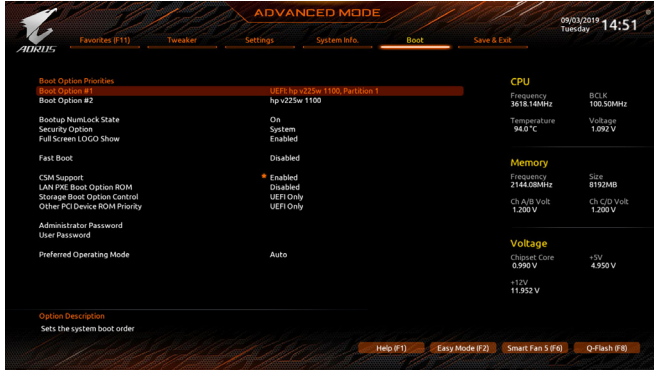 ADVANCED MODE
09/03/2019 Tuesday 14:51
AORUS
Favorites (F11) Tweaker Settings System Info. Boot Save & Exit
Boot Option Priorities
Boot Option #1 UEFI: hp v225w 1100, Partition 1
Boot Option #2 hp v225w 1100
Bootup NumLock State On
Security Option System
Full Screen LOGO Show Enabled
Fast Boot Disabled
CSM Support Enabled
LAN PXE Boot Option ROM Disabled
Storage Boot Option Control UEFI Only
Other PCI Device ROM Priority UEFI Only
Administrator Password
User Password
Preferred Operating Mode Auto
CPU
Frequency BCLK
3618.14MHz 100.50MHz
Temperature Voltage
94.0 °C 1.092 V
Memory
Frequency Size
2144.08MHz 8192MB
Ch A/B Volt Ch C/D Volt
1.200 V 1.200 V
Voltage
Chipset Core +5V
0.990 V 4.950 V
+12V
11.952 V
Option Description
Sets the system boot order
Help (F1) Easy Mode (F2) Smart Fan 5 (F6) Q-Flash (F8)